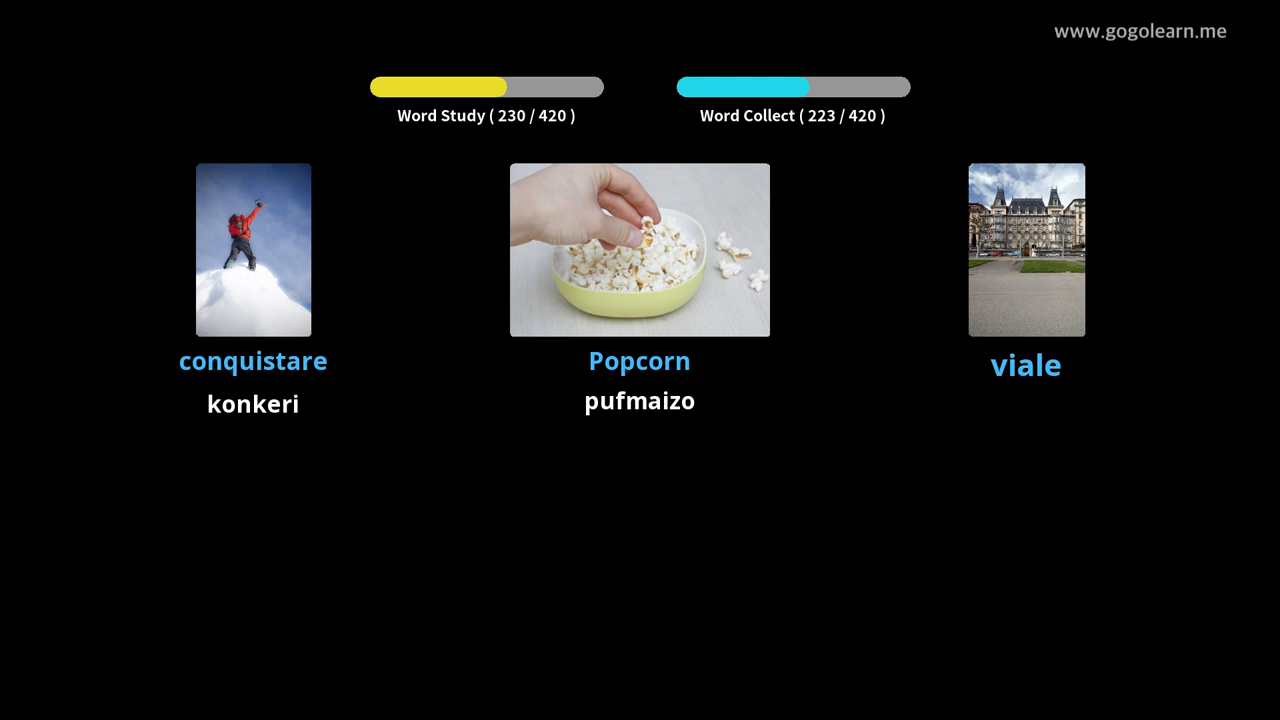 www.gogolearn.me
Word Study ( 230 / 420 )
Word Collect ( 223 / 420 )
conquistare
Popcorn
viale
konkeri
pufmaizo